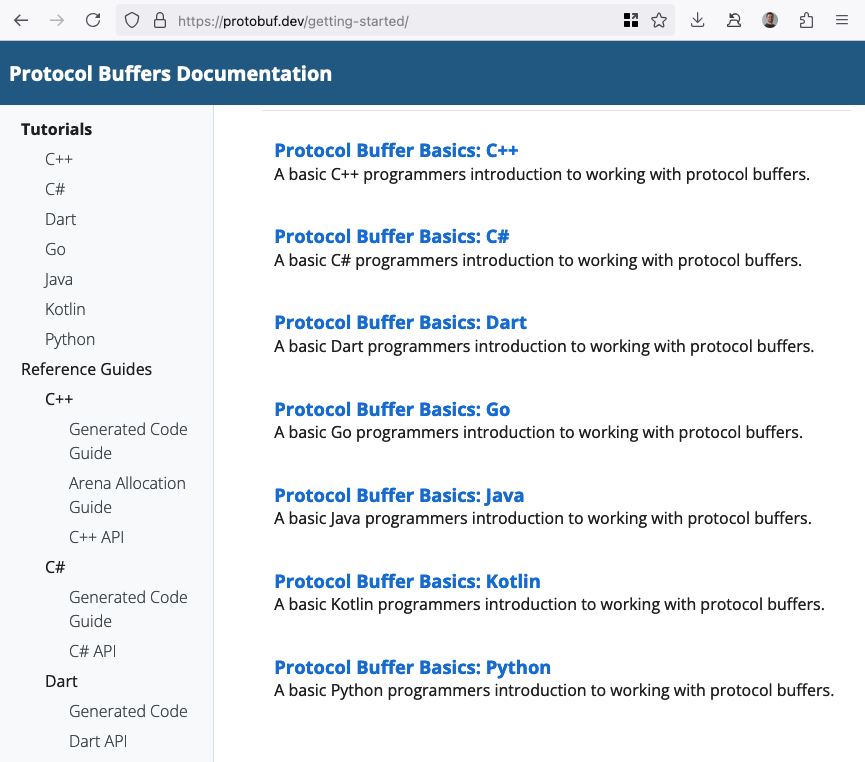 https://protobuf.dev/getting-started/
Protocol Buffers Documentation
Tutorials
C++
C#
Dart
Go
Java
Kotlin
Python
Reference Guides
C++
Generated Code
Guide
Arena Allocation
Guide
C++ API
C#
Generated Code
Guide
C# API
Dart
Generated Code
Dart API
Protocol Buffer Basics: C++
A basic C++ programmers introduction to working with protocol buffers.
Protocol Buffer Basics: C#
A basic C# programmers introduction to working with protocol buffers.
Protocol Buffer Basics: Dart
A basic Dart programmers introduction to working with protocol buffers.
Protocol Buffer Basics: Go
A basic Go programmers introduction to working with protocol buffers.
Protocol Buffer Basics: Java
A basic Java programmers introduction to working with protocol buffers.
Protocol Buffer Basics: Kotlin
A basic Kotlin programmers introduction to working with protocol buffers.
Protocol Buffer Basics: Python
A basic Python programmers introduction to working with protocol buffers.